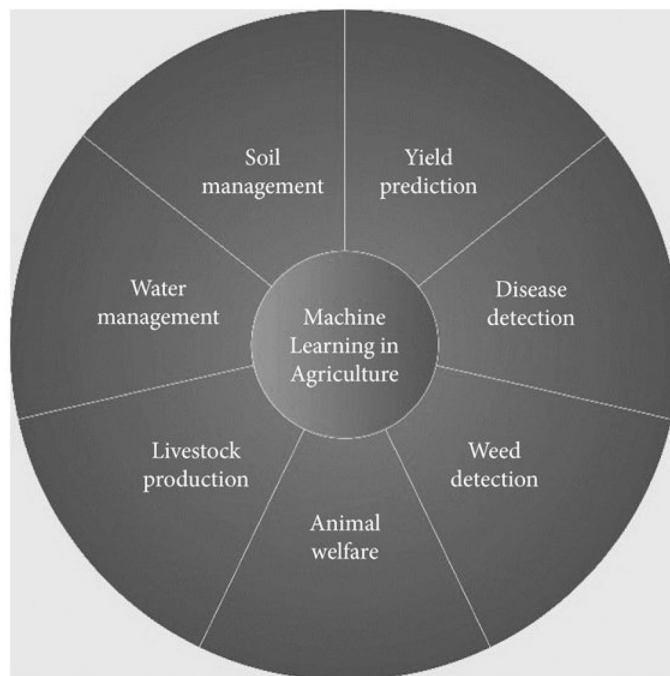 Soil
management
Yield
prediction
Water
management
Machine
Learning in
Agriculture
Disease
detection
Livestock
production
Weed
detection
Animal
welfare